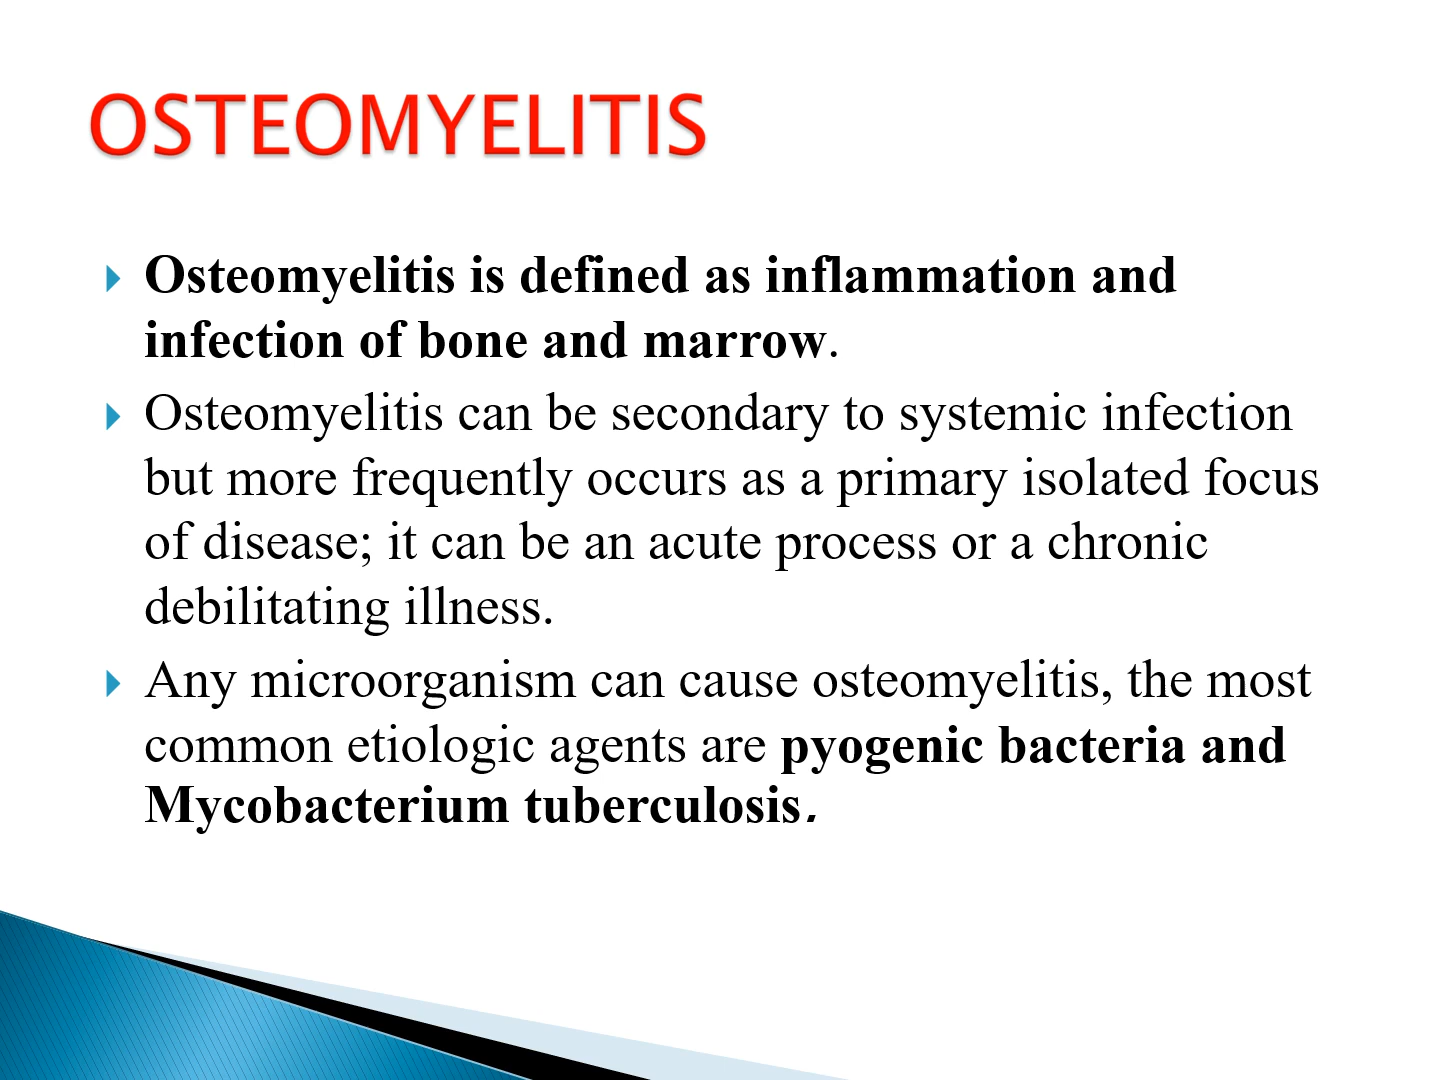 OSTEOMYELITIS
Osteomyelitis is defined as inflammation and
infection of bone and marrow.
Osteomyelitis can be secondary to systemic infection
but more frequently occurs as a primary isolated focus
of disease; it can be an acute process or a chronic
debilitating illness.
Any microorganism can cause osteomyelitis, the most
common etiologic agents are pyogenic bacteria and
Mycobacterium tuberculosis.